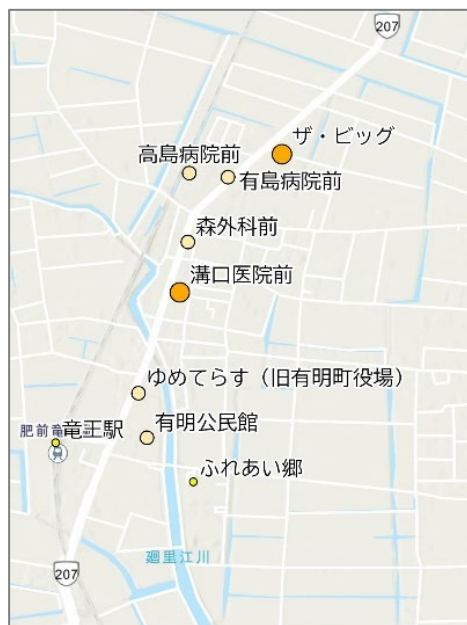 207
ザ・ビッグ
高島病院前
有島病院前
森外科前
溝口医院前
ゆめてらす（旧有明町役場）
有明公民館
肥前竜
竜王駅
ふれあい郷
廻里江川
207